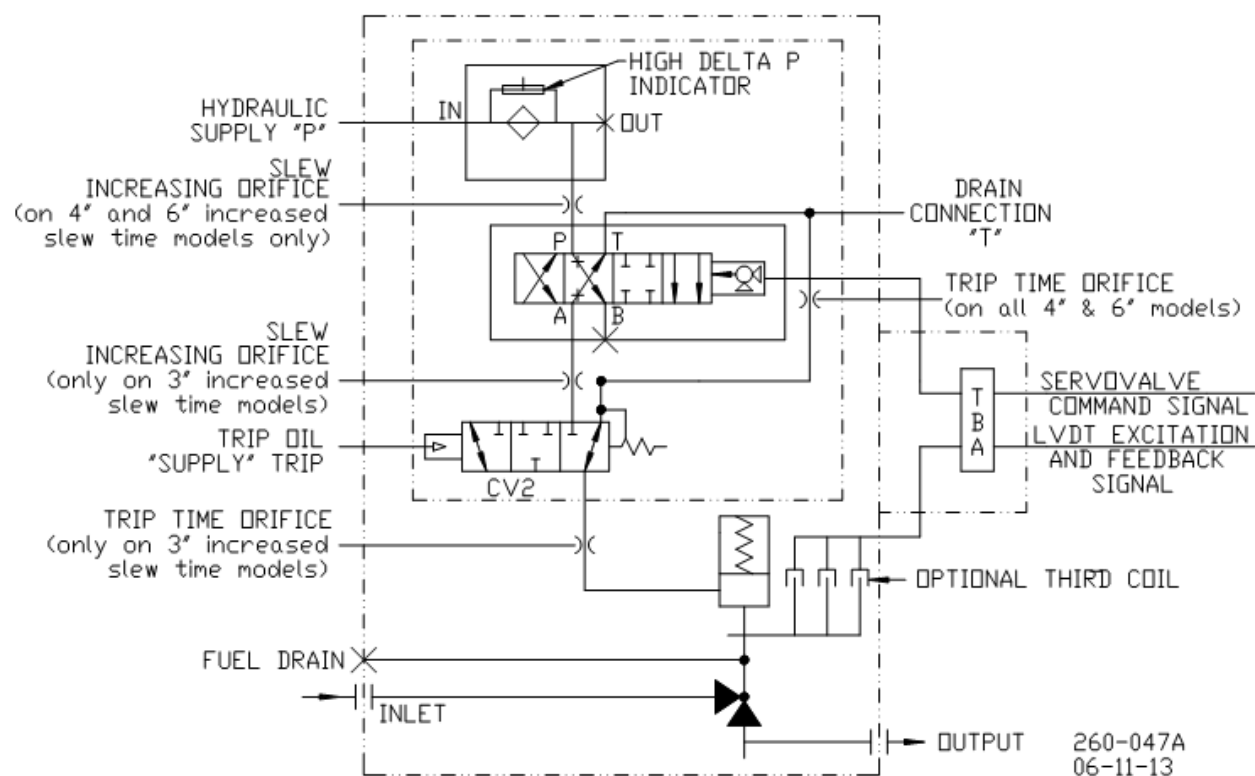 HIGH DELTA P
INDICATOR
HYDRAULIC
SUPPLY "P"
IN
OUT
SLEW
INCREASING ORIFICE
(on 4" and 6" increased
slew time models only)
DRAIN
CONNECTION
"T"
P T
A B
TRIP TIME ORIFICE
(on all 4" & 6" models)
SLEW
INCREASING ORIFICE
(only on 3" increased
slew time models)
TRIP OIL
"SUPPLY" TRIP
CV2
TBA
SERVOVALVE
COMMAND SIGNAL
LVDT EXCITATION
AND FEEDBACK
SIGNAL
TRIP TIME ORIFICE
(only on 3" increased
slew time models)
OPTIONAL THIRD COIL
FUEL DRAIN
INLET
OUTPUT
260-047A
06-11-13